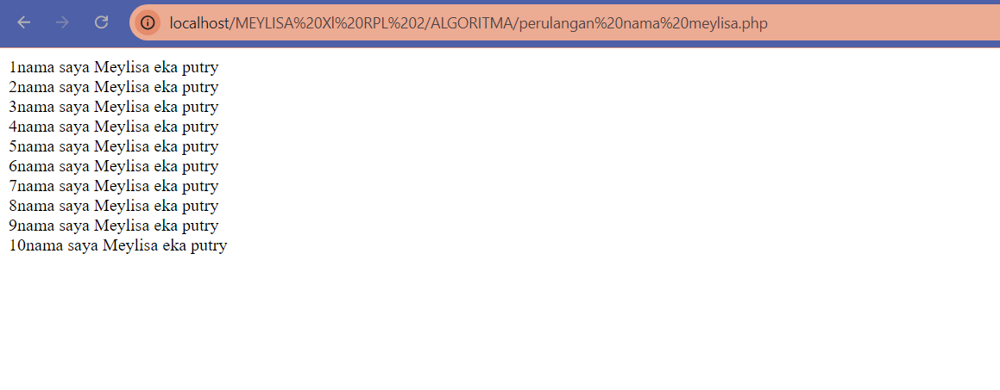 localhost/MEYLISA%20Xl%20RPL%202/ALGORITMA/perulangan%20nama%20meylisa.php
1nama saya Meylisa eka putry
2nama saya Meylisa eka putry
3nama saya Meylisa eka putry
4nama saya Meylisa eka putry
5nama saya Meylisa eka putry
6nama saya Meylisa eka putry
7nama saya Meylisa eka putry
8nama saya Meylisa eka putry
9nama saya Meylisa eka putry
10nama saya Meylisa eka putry